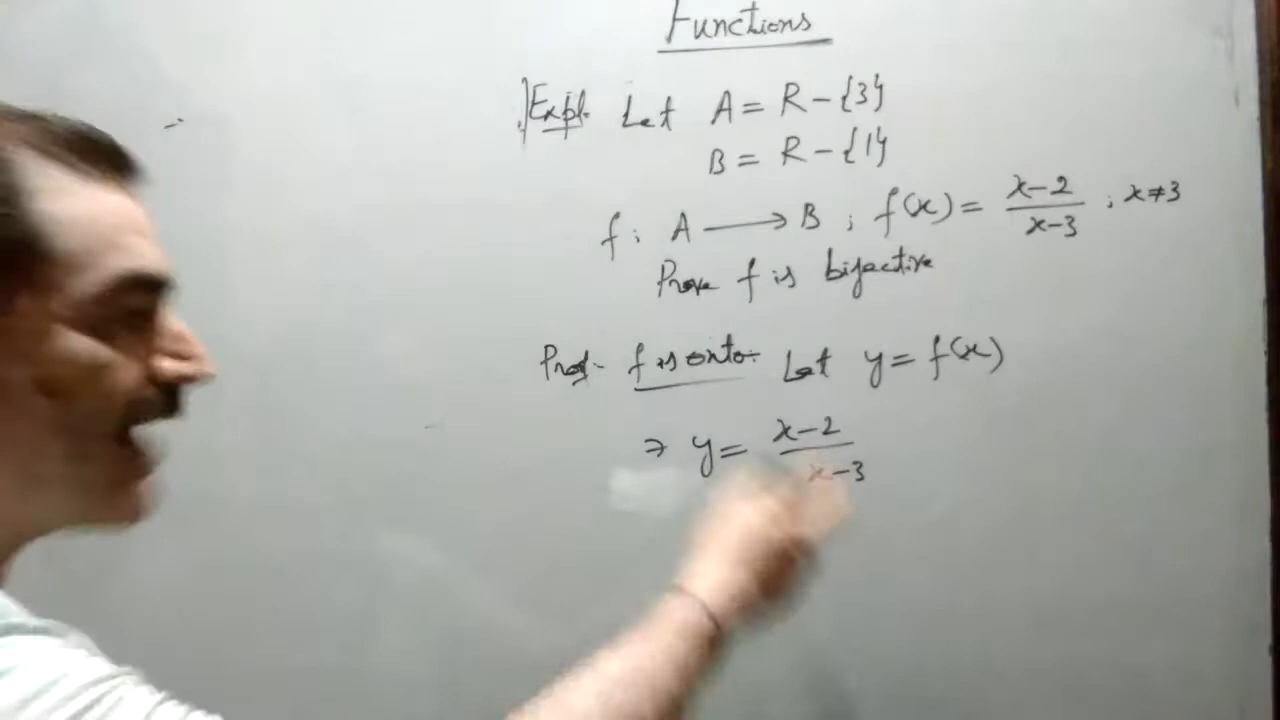 Functions
Expl. Let A = R - {3}
B = R - {1}
f: A → B ; f(x) = (x-2)/(x-3) ; x ≠ 3
Prove f is bijective
Proof - f is onto - Let y = f(x)
⇒ y = (x-2)/(x-3)